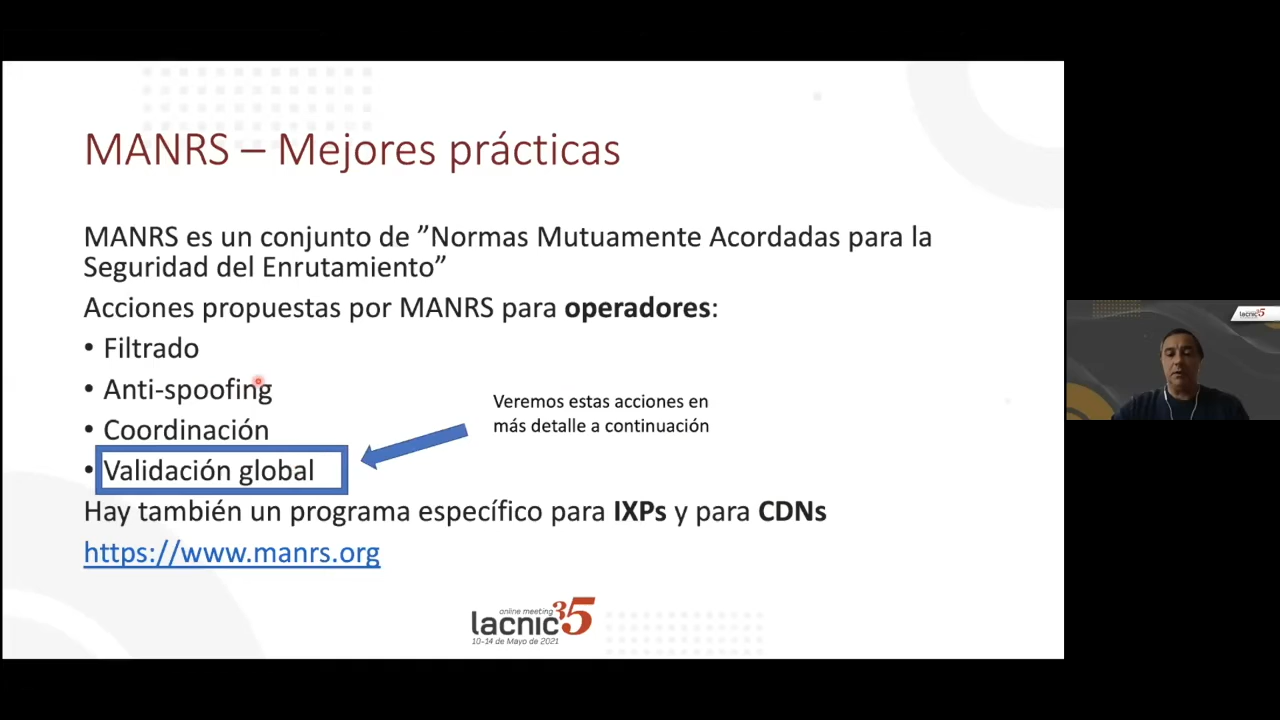 MANRS – Mejores prácticas
MANRS es un conjunto de ”Normas Mutuamente Acordadas para la
Seguridad del Enrutamiento”
Acciones propuestas por MANRS para operadores:
• Filtrado
• Anti-spoofing
• Coordinación
• Validación global
Veremos estas acciones en
más detalle a continuación
Hay también un programa específico para IXPs y para CDNs
https://www.manrs.org
online meeting
lacnic35
10-14 de Mayo de 2021
lacnic35